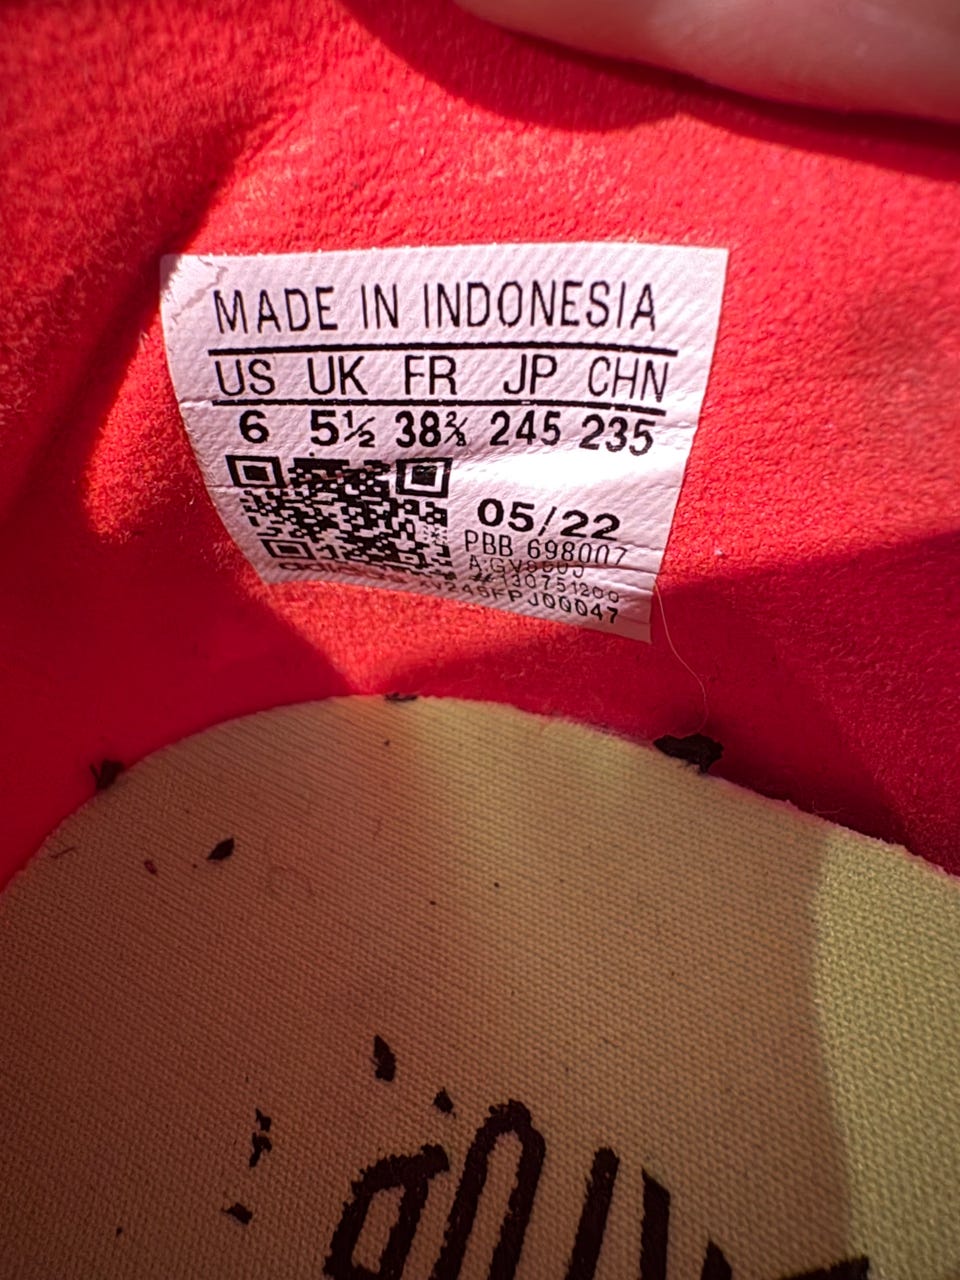 MADE IN INDONESIA
US UK FR JP CHN
6 5½ 38⅔ 245 235
05/22
PBB 698007